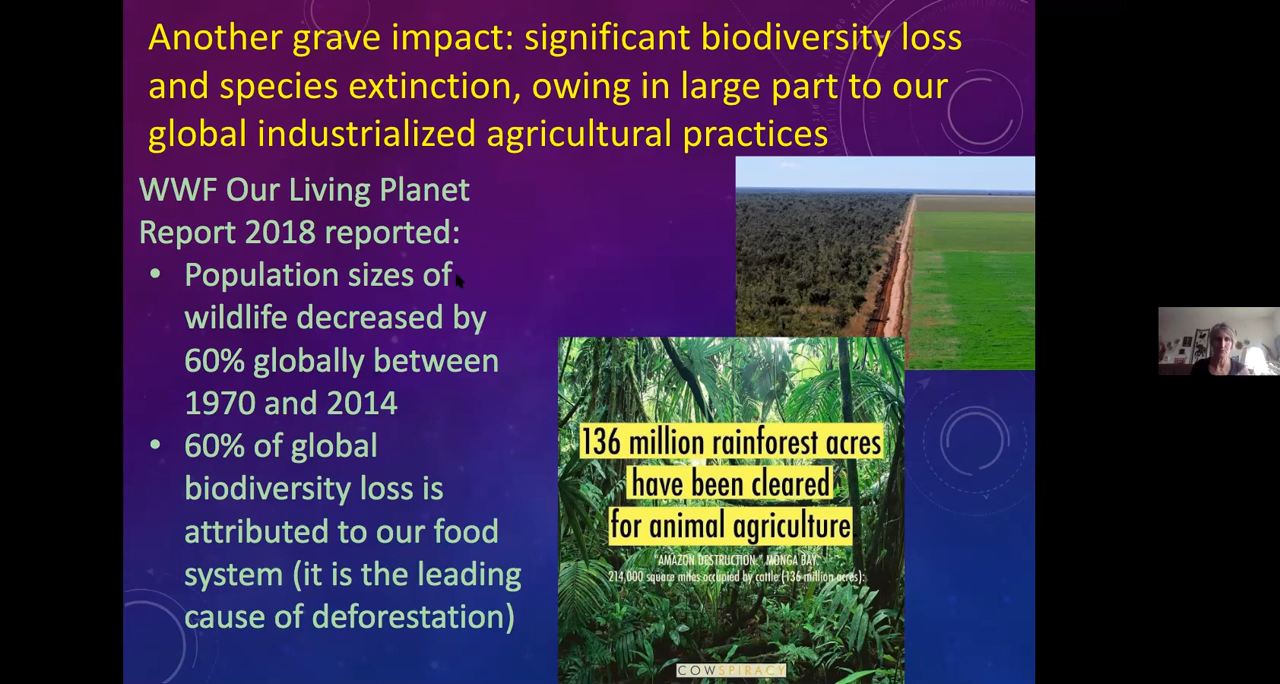 Another grave impact: significant biodiversity loss
and species extinction, owing in large part to our
global industrialized agricultural practices
WWF Our Living Planet
Report 2018 reported:
• Population sizes of
wildlife decreased by
60% globally between
1970 and 2014
• 60% of global
biodiversity loss is
attributed to our food
system (it is the leading
cause of deforestation)
136 million rainforest acres
have been cleared
for animal agriculture.
"AMAZON DESTRUCTION." MONGA BAY.
214,000 square miles occupied by cattle (136 million acres):
COWSPIRACY